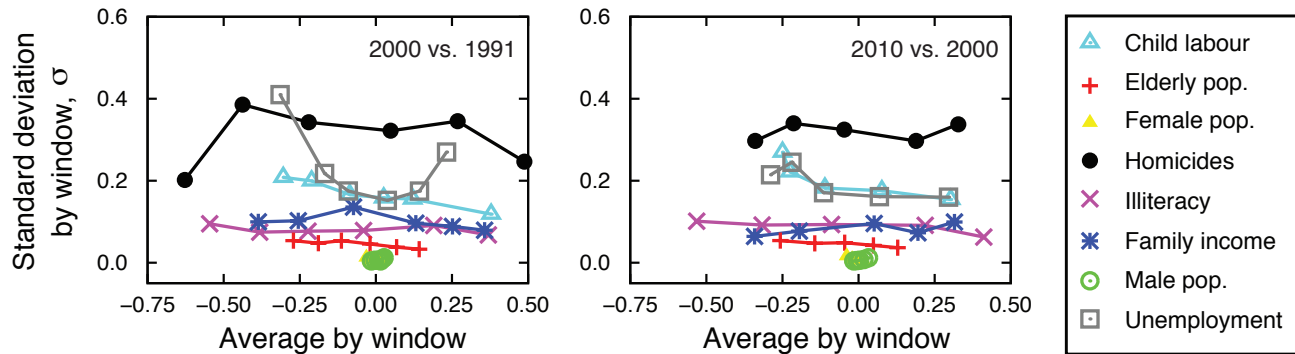 Standard deviation
by window, σ
0.6
0.4
0.2
0.0
2000 vs. 1991
−0.75 −0.50 −0.25 0.00 0.25 0.50
Average by window
0.6
0.4
0.2
0.0
2010 vs. 2000
−0.75 −0.50 −0.25 0.00 0.25 0.50
Average by window
Child labour
Elderly pop.
Female pop.
Homicides
Illiteracy
Family income
Male pop.
Unemployment